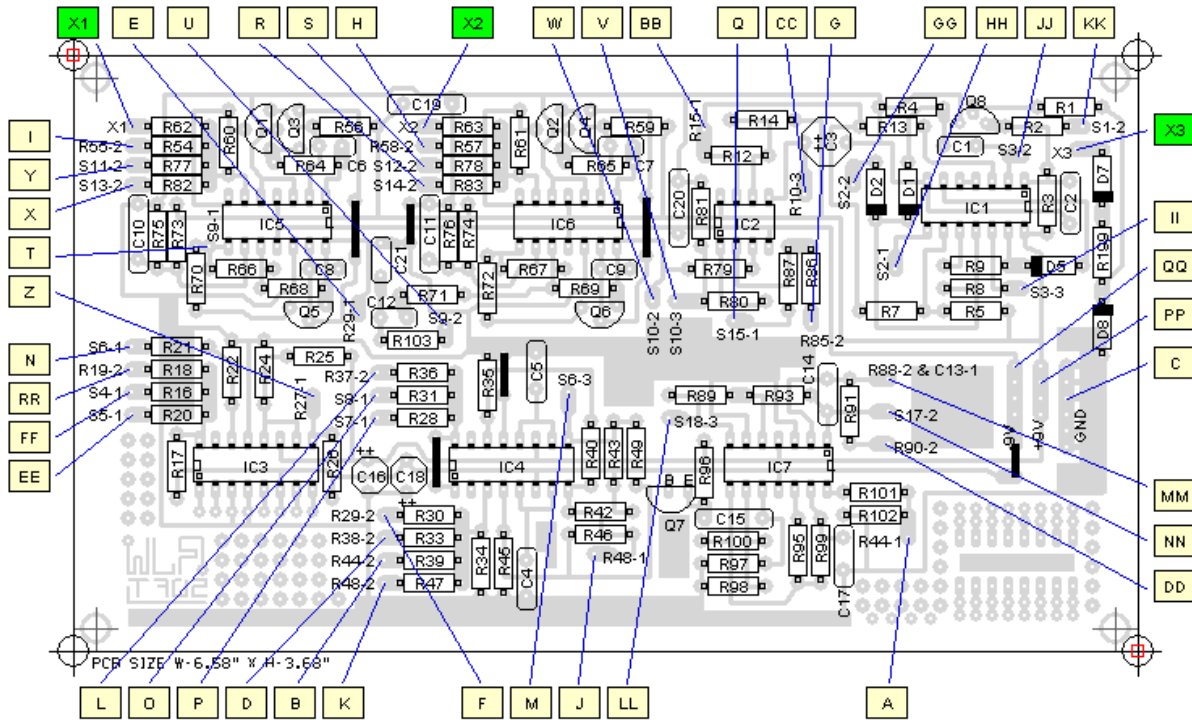 X1 E U R S H X2 W V BB Q CC G GG HH JJ KK
C19 R4 Q8 R1
X1 R62 R60 Q1 Q3 R56 X2 R63 R61 Q2 Q4 R59 R15-1 R14 ++ C3 R13 R2 S1-2
I R55-2 R54 R58-2 R57 C1 S3-2 X3 X3
Y S11-2 R77 R64 C6 S12-2 R78 R65 C7 R12
X S13-2 R82 S14-2 R83 R10-3 S2-2 D2 D1 D7
C10 R75 R73 S9-1 IC5 C11 R76 R74 IC6 C20 R81 IC2 IC1 R3 C2
T R70 R66 C8 C21 R72 R67 C9 R79 R87 R86 S2-1 R9 D5 R199 II
Z R68 R71 R69 R80 R8 S3-3 QQ
Q5 R29-1 C12 S9-2 Q6 S10-2 S10-3 S15-1 R7 R5 D8 PP
R103 R85-2
N S6-1 R21 R22 R24 R25 R37-2 R36 R35 C5 S6-3 C14 R88-2 & C13-1 C
RR R19-2 R18 R27-1 S8-1 R31 R89 R93 R91
FF S4-1 R16 S7-1 R28 S18-3 S17-2 -9V +9V GND
EE S5-1 R20 R90-2
R17 IC3 R26 ++ C16 C18 ++ IC4 R40 R43 R49 R96 IC7
B E Q7 R101 MM
R29-2 R30 R42 C15 R102
R38-2 R33 R46 R100 R95 R99 R44-1 NN
R44-2 R39 R34 R45 C4 R48-1 R97
R48-2 R47 R98 C17 DD
PCB SIZE W-6.58" X H-3.68"
L O P D B K F M J LL A